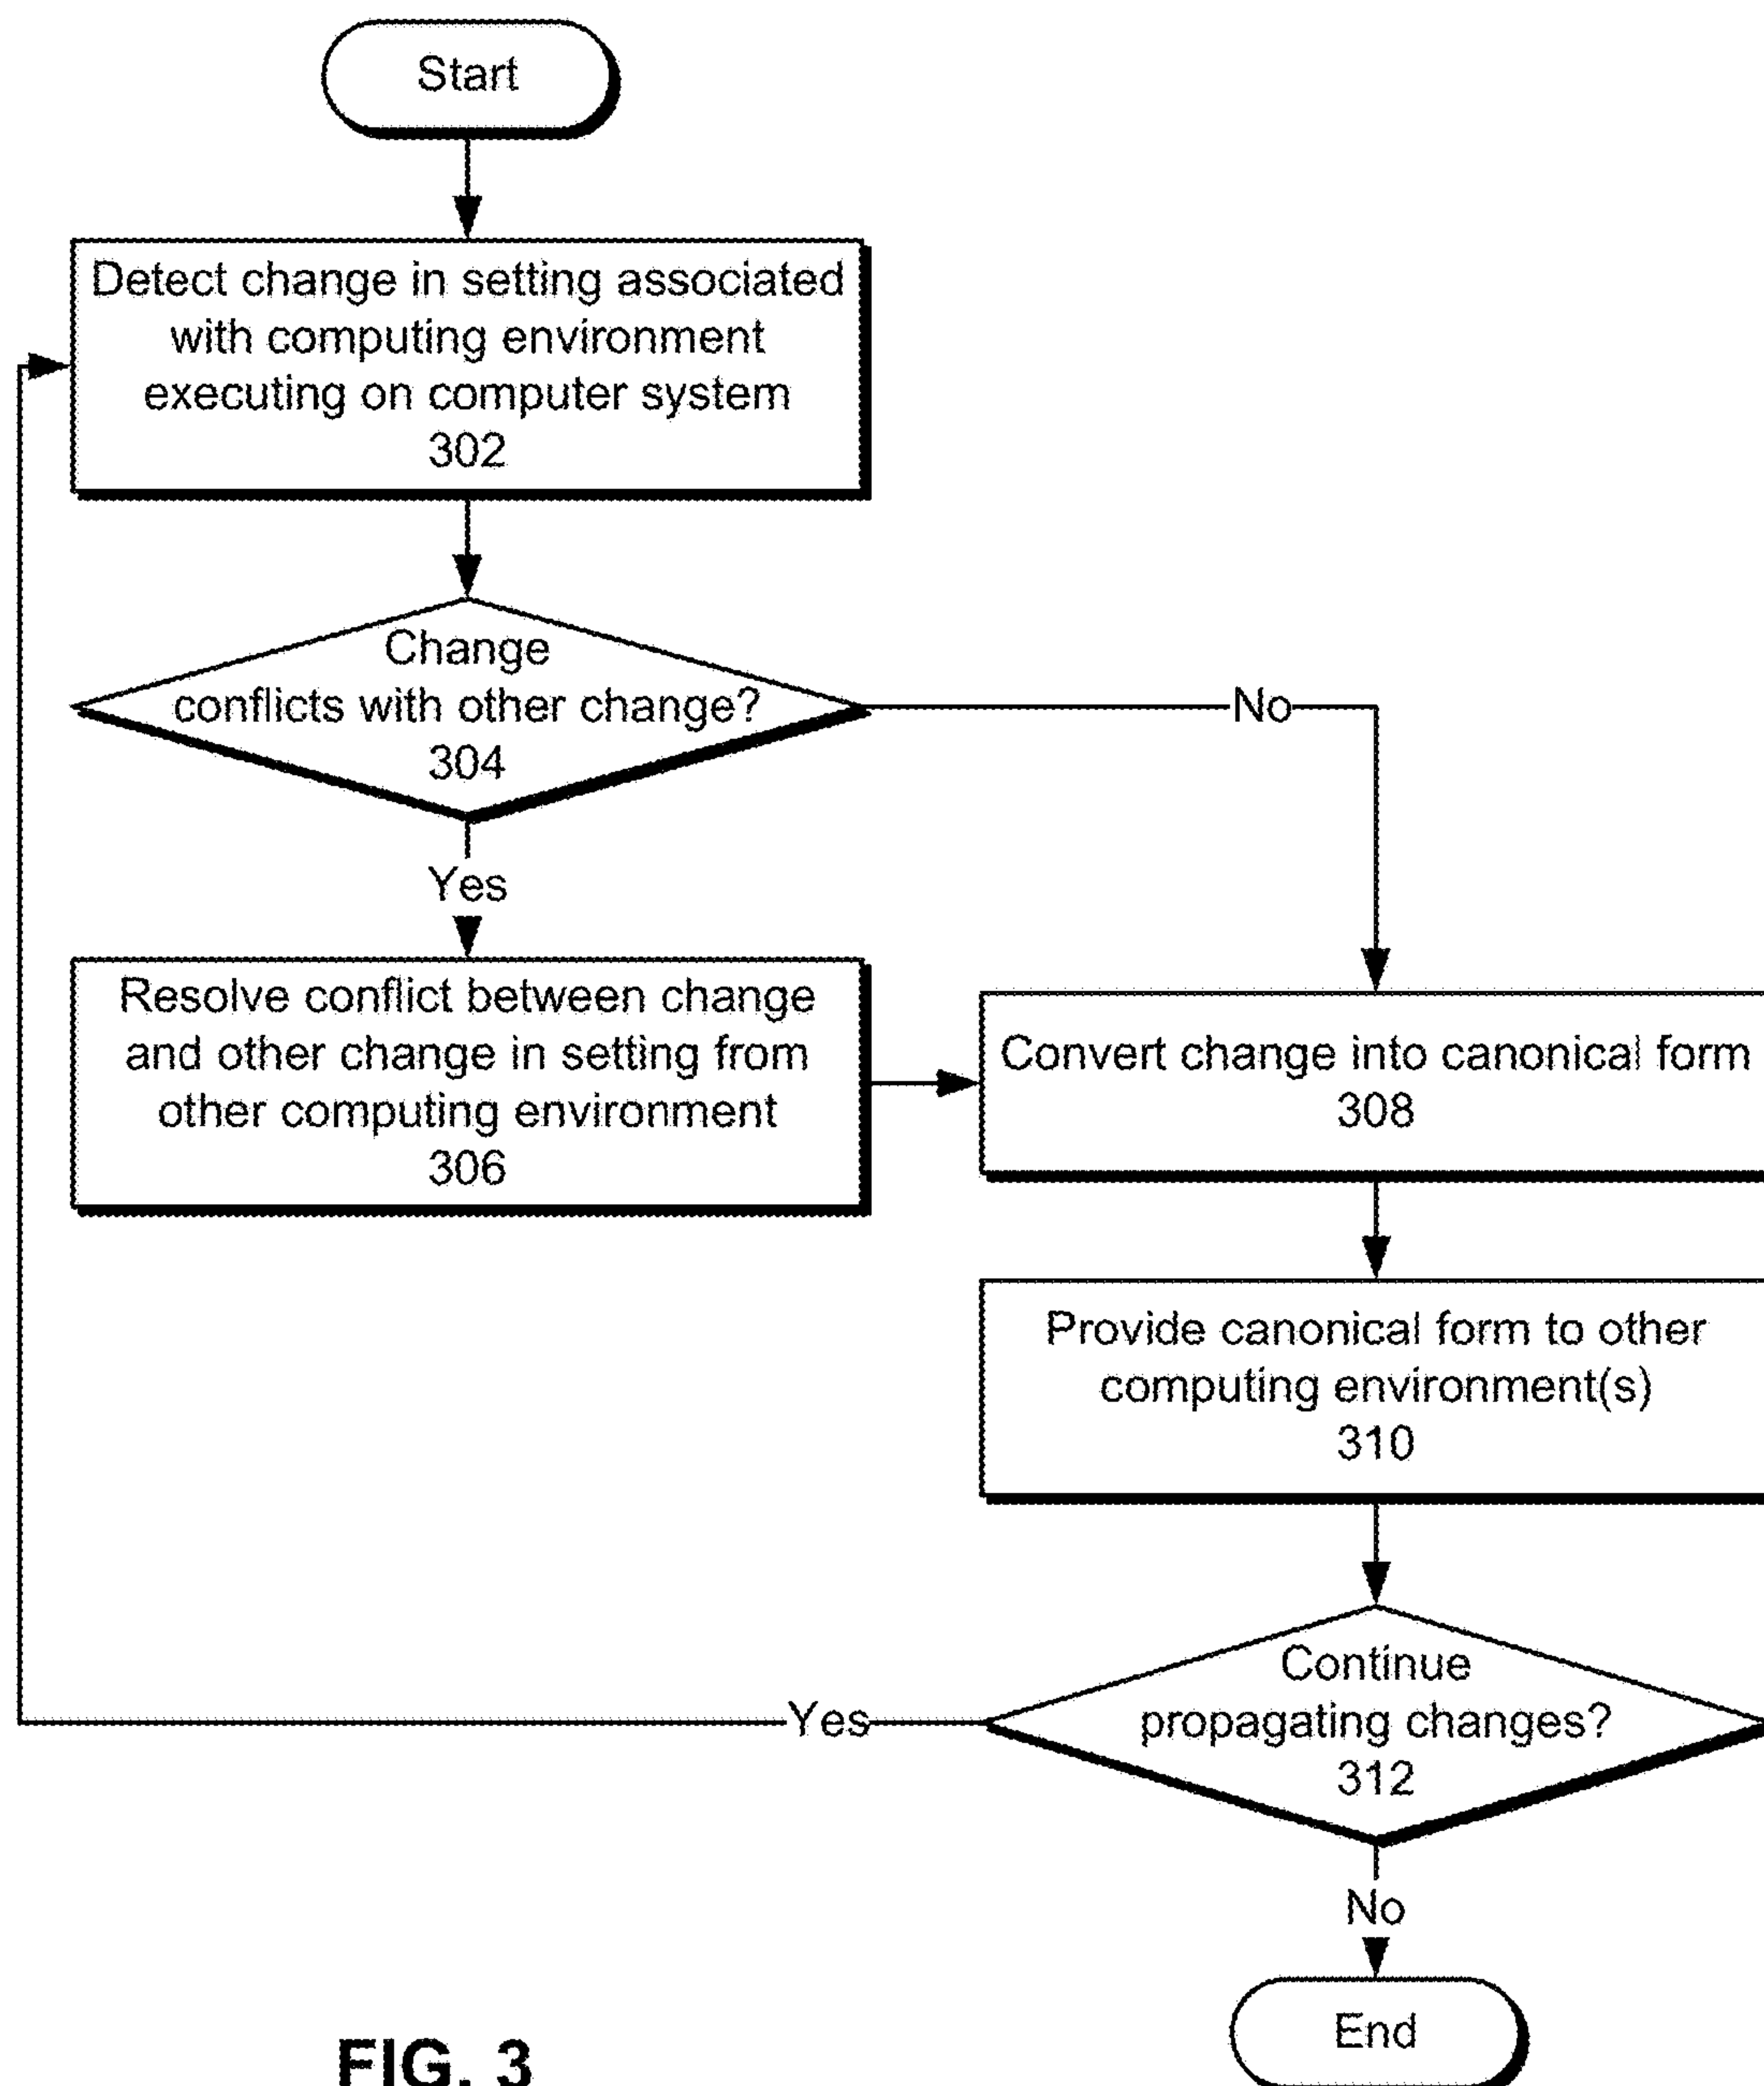 Start
Detect change in setting associated
with computing environment
executing on computer system
302
Change
conflicts with other change?
304
No
Yes
Resolve conflict between change
and other change in setting from
other computing environment
306
Convert change into canonical form
308
Provide canonical form to other
computing environment(s)
310
Continue
propagating changes?
312
Yes
No
End
FIG. 3